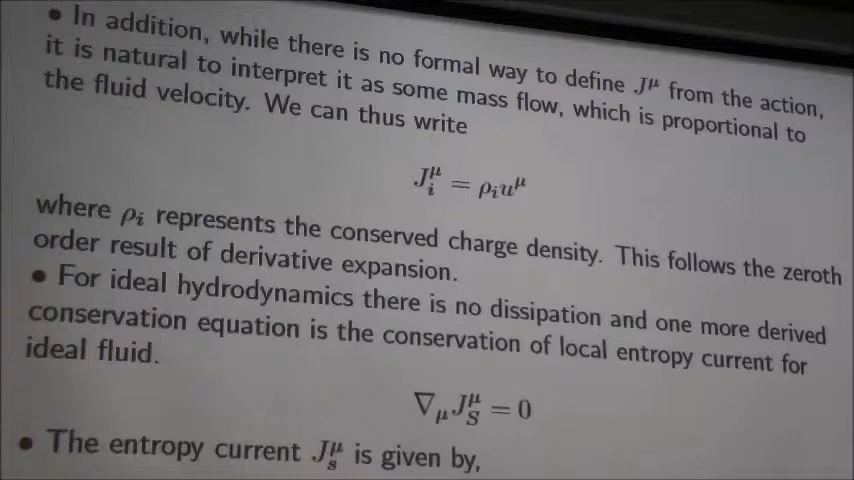 • In addition, while there is no formal way to define J^μ from the action,
it is natural to interpret it as some mass flow, which is proportional to
the fluid velocity. We can thus write
J_i^μ = ρ_i u^μ
where ρ_i represents the conserved charge density. This follows the zeroth
order result of derivative expansion.
• For ideal hydrodynamics there is no dissipation and one more derived
conservation equation is the conservation of local entropy current for
ideal fluid.
∇_μ J_S^μ = 0
• The entropy current J_s^μ is given by,